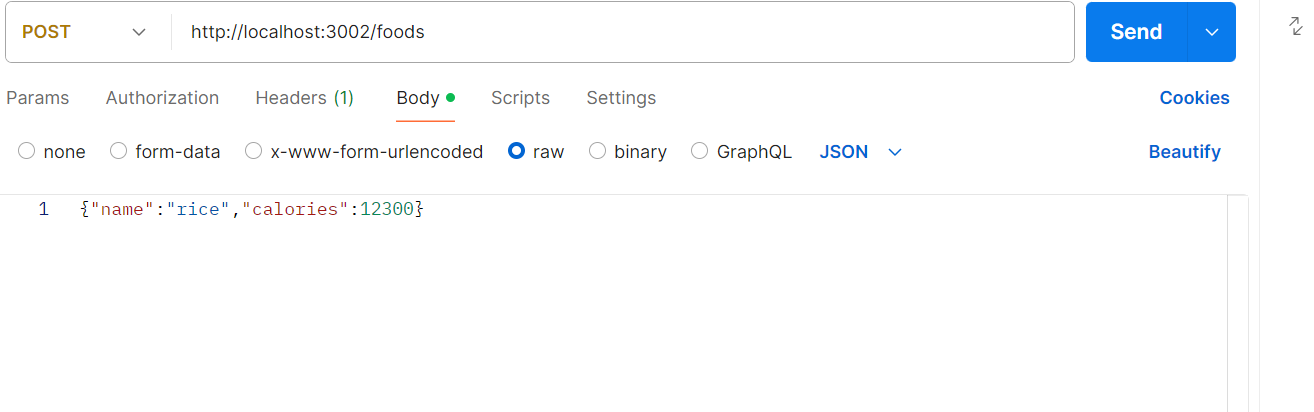 POST http://localhost:3002/foods Send
Params Authorization Headers (1) Body Scripts Settings Cookies
none form-data x-www-form-urlencoded raw binary GraphQL JSON Beautify
1 {"name":"rice","calories":12300}